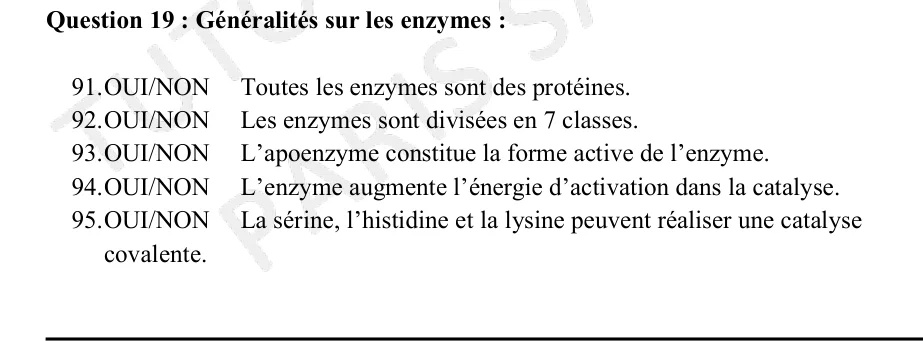 Question 19 : Généralités sur les enzymes :
91.OUI/NON Toutes les enzymes sont des protéines.
92.OUI/NON Les enzymes sont divisées en 7 classes.
93.OUI/NON L’apoenzyme constitue la forme active de l’enzyme.
94.OUI/NON L’enzyme augmente l’énergie d’activation dans la catalyse.
95.OUI/NON La sérine, l’histidine et la lysine peuvent réaliser une catalyse
covalente.